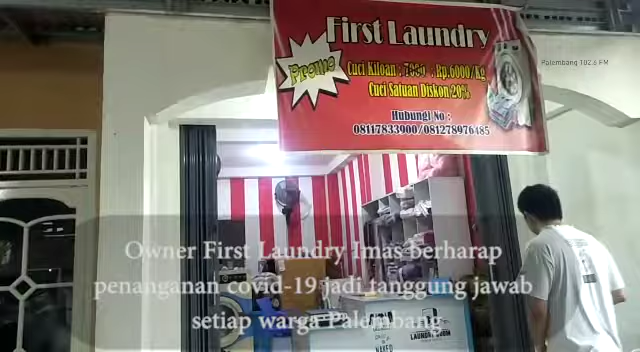 First Laundry
Promo
Cuci Kiloan : 7000 : Rp.6000/Kg
Cuci Satuan Diskon 20%
Hubungi No :
08117833900/081278976485
Palembang 102.6 FM
Owner First Laundry Imas berharap
penanganan covid-19 jadi tanggung jawab
setiap warga Palembang